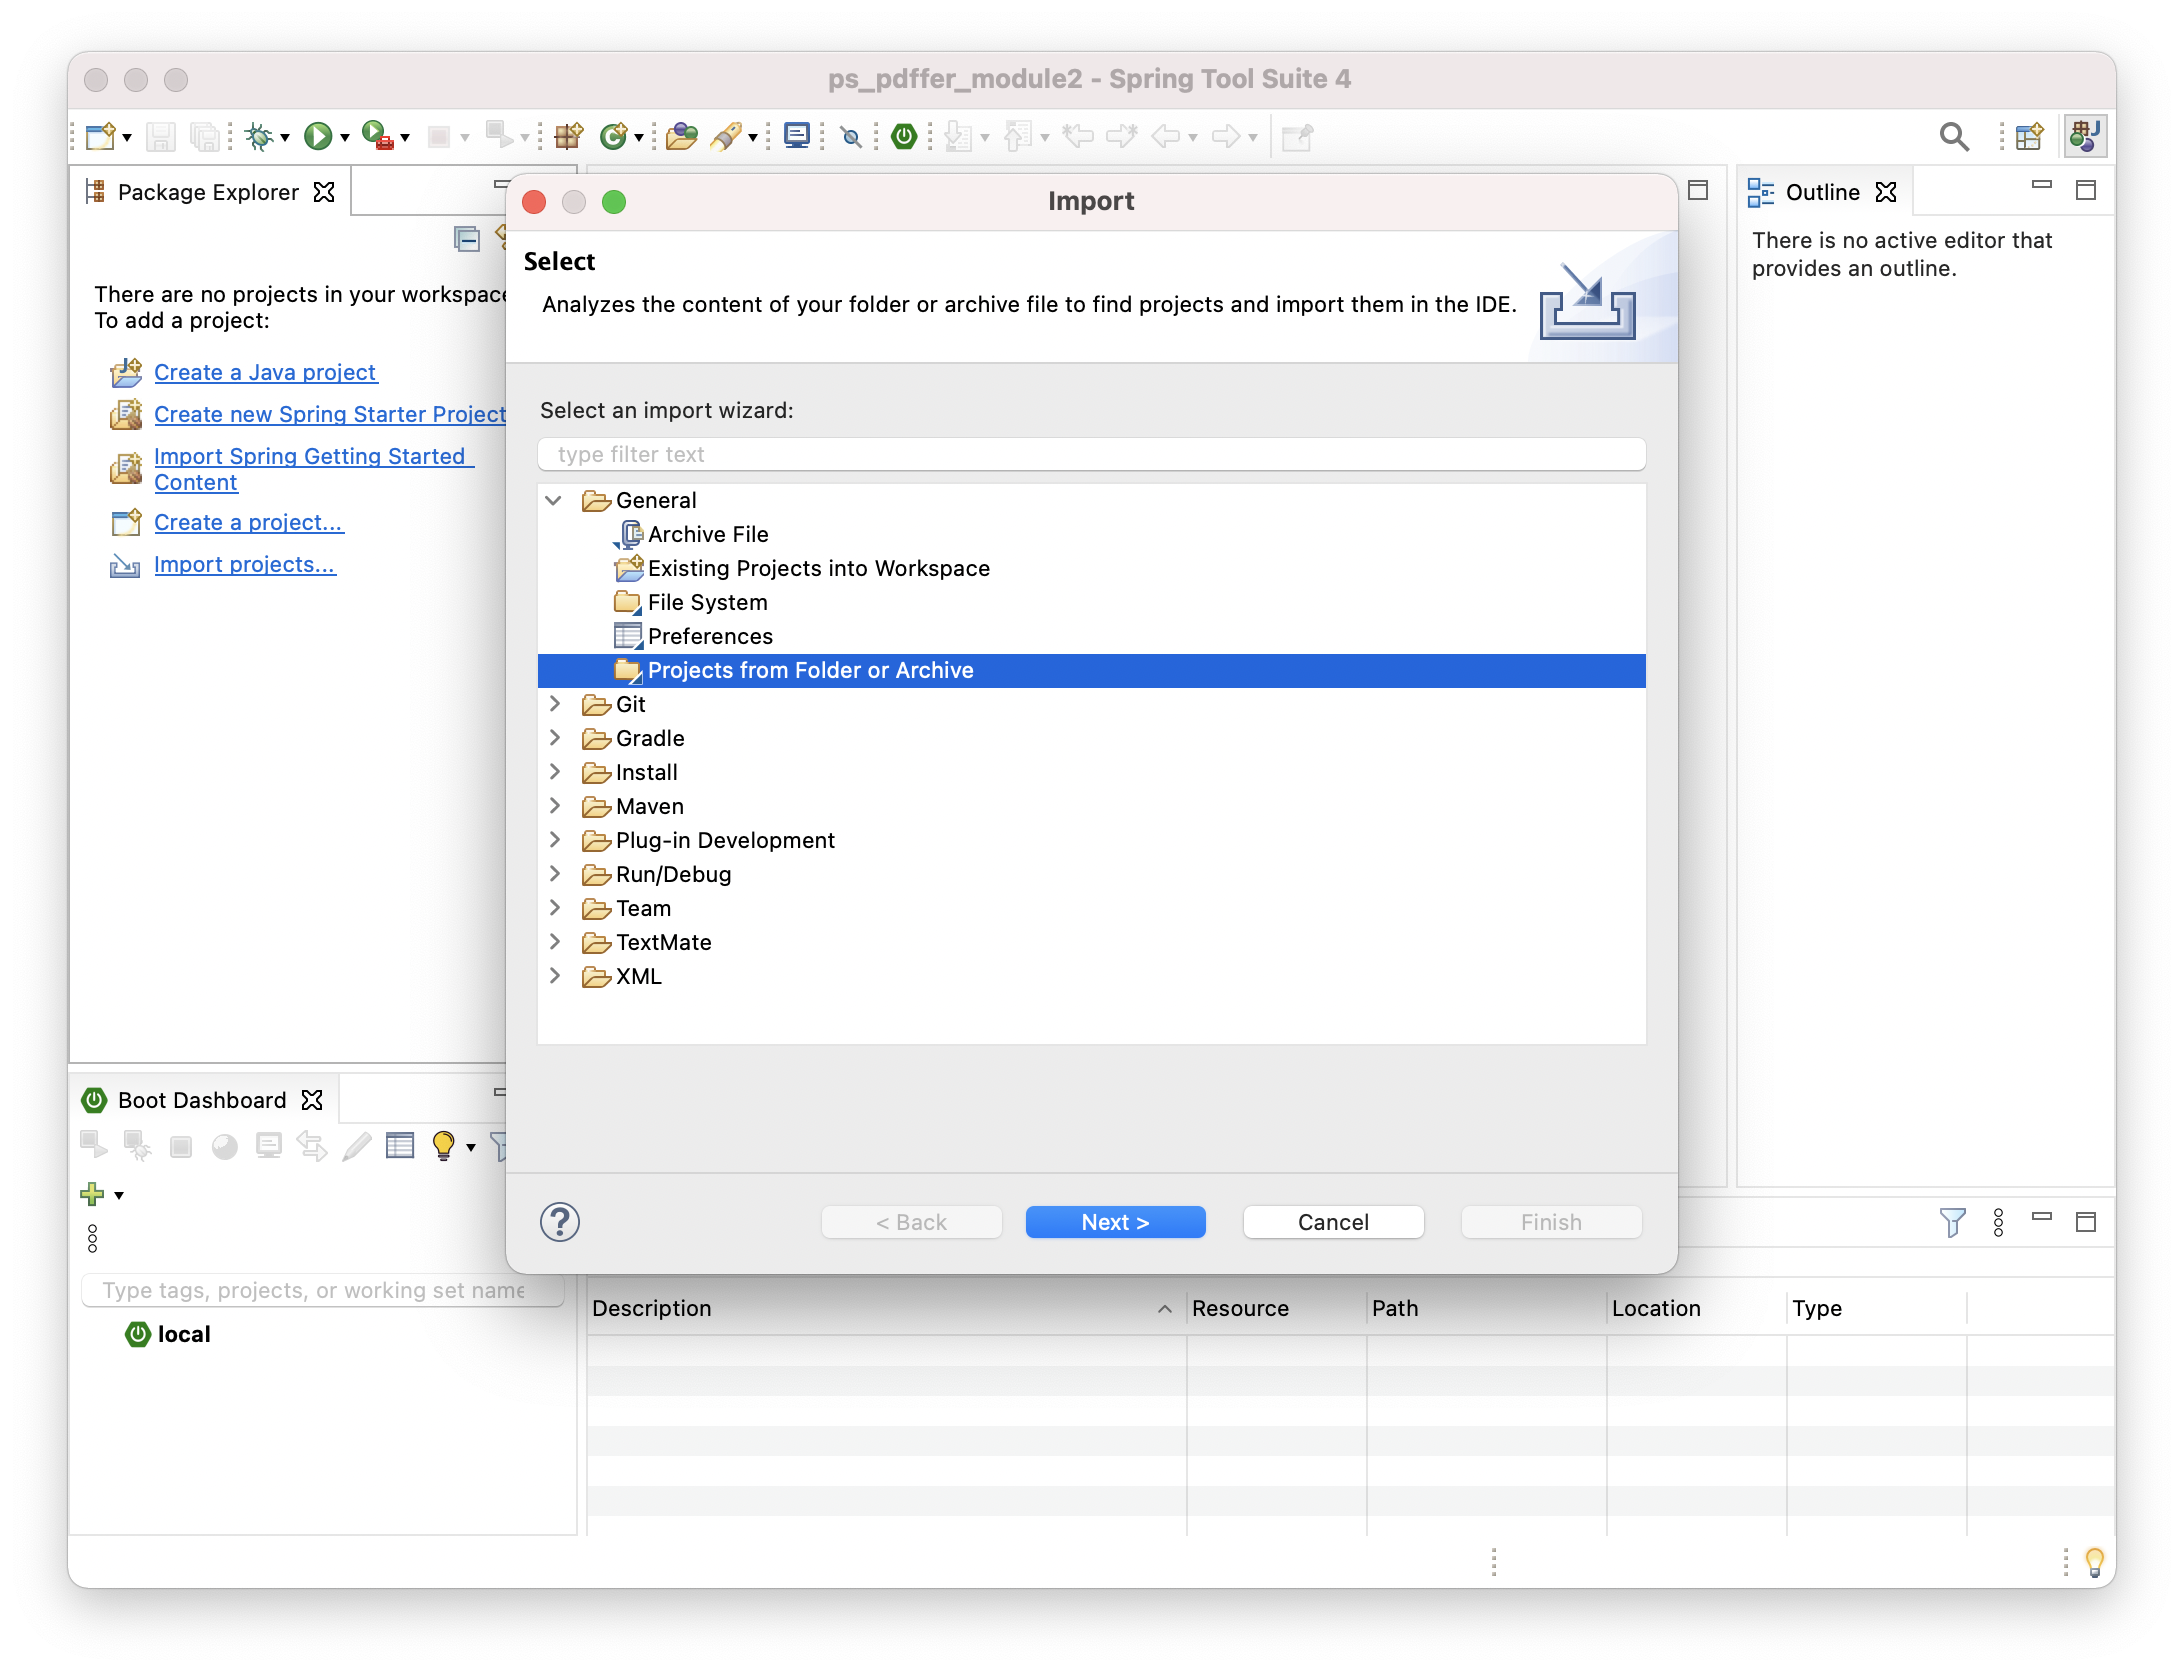 ps_pdffer_module2 - Spring Tool Suite 4
Package Explorer
There are no projects in your workspace
To add a project:
Create a Java project
Create new Spring Starter Project
Import Spring Getting Started
Content
Create a project...
Import projects...
Import
Select
Analyzes the content of your folder or archive file to find projects and import them in the IDE.
Select an import wizard:
type filter text
General
Archive File
Existing Projects into Workspace
File System
Preferences
Projects from Folder or Archive
Git
Gradle
Install
Maven
Plug-in Development
Run/Debug
Team
TextMate
XML
?
< Back
Next >
Cancel
Finish
Outline
There is no active editor that
provides an outline.
Boot Dashboard
Type tags, projects, or working set name
local
Description
Resource
Path
Location
Type